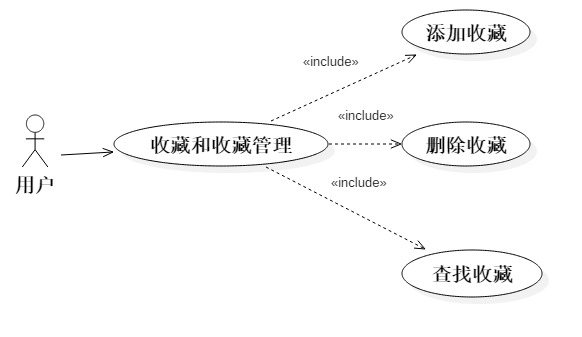 添加收藏
«include»
«include»
收藏和收藏管理
删除收藏
用户
«include»
查找收藏